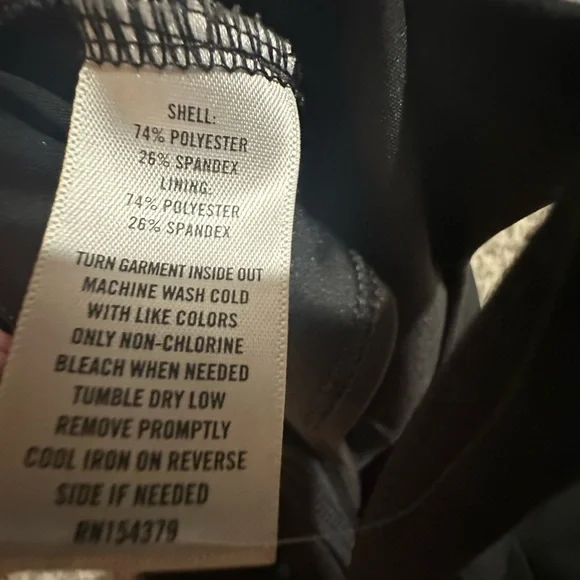 SHELL:
74% POLYESTER
26% SPANDEX
LINING:
74% POLYESTER
26% SPANDEX
TURN GARMENT INSIDE OUT
MACHINE WASH COLD
WITH LIKE COLORS
ONLY NON-CHLORINE
BLEACH WHEN NEEDED
TUMBLE DRY LOW
REMOVE PROMPTLY
COOL IRON ON REVERSE
SIDE IF NEEDED
RN154379